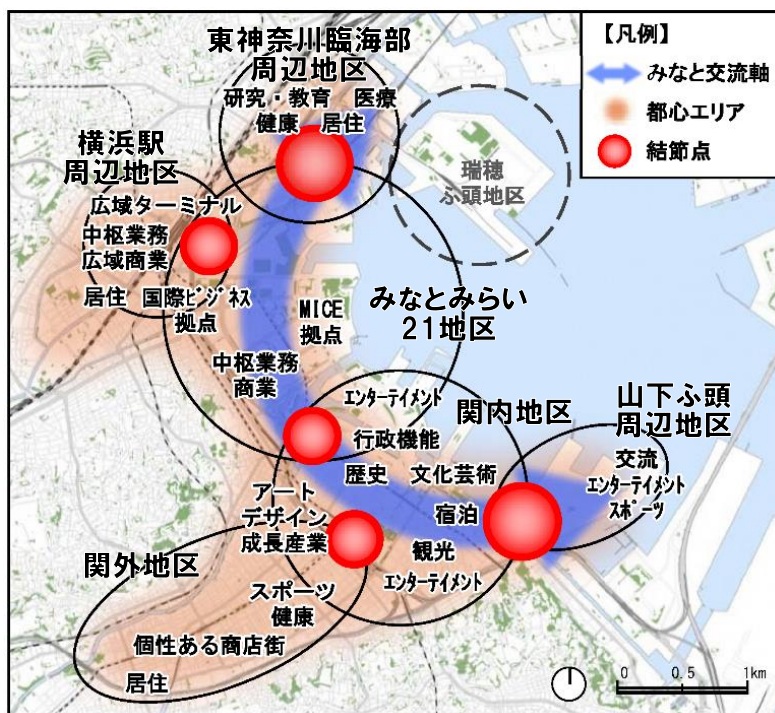 東神奈川臨海部
周辺地区
研究・教育 医療
健康 居住
【凡例】
みなと交流軸
都心エリア
結節点
横浜駅
周辺地区
広域ターミナル
中枢業務
広域商業
居住 国際ビジネス
拠点
瑞穂
ふ頭地区
みなとみらい
21地区
MICE
拠点
中枢業務
商業
エンターテイメント
行政機能
関内地区
山下ふ頭
周辺地区
交流
エンターテイメント
スポーツ
歴史 文化芸術
宿泊
アート
デザイン
成長産業
観光
エンターテイメント
関外地区
スポーツ
健康
個性ある商店街
居住
0 0.5 1km